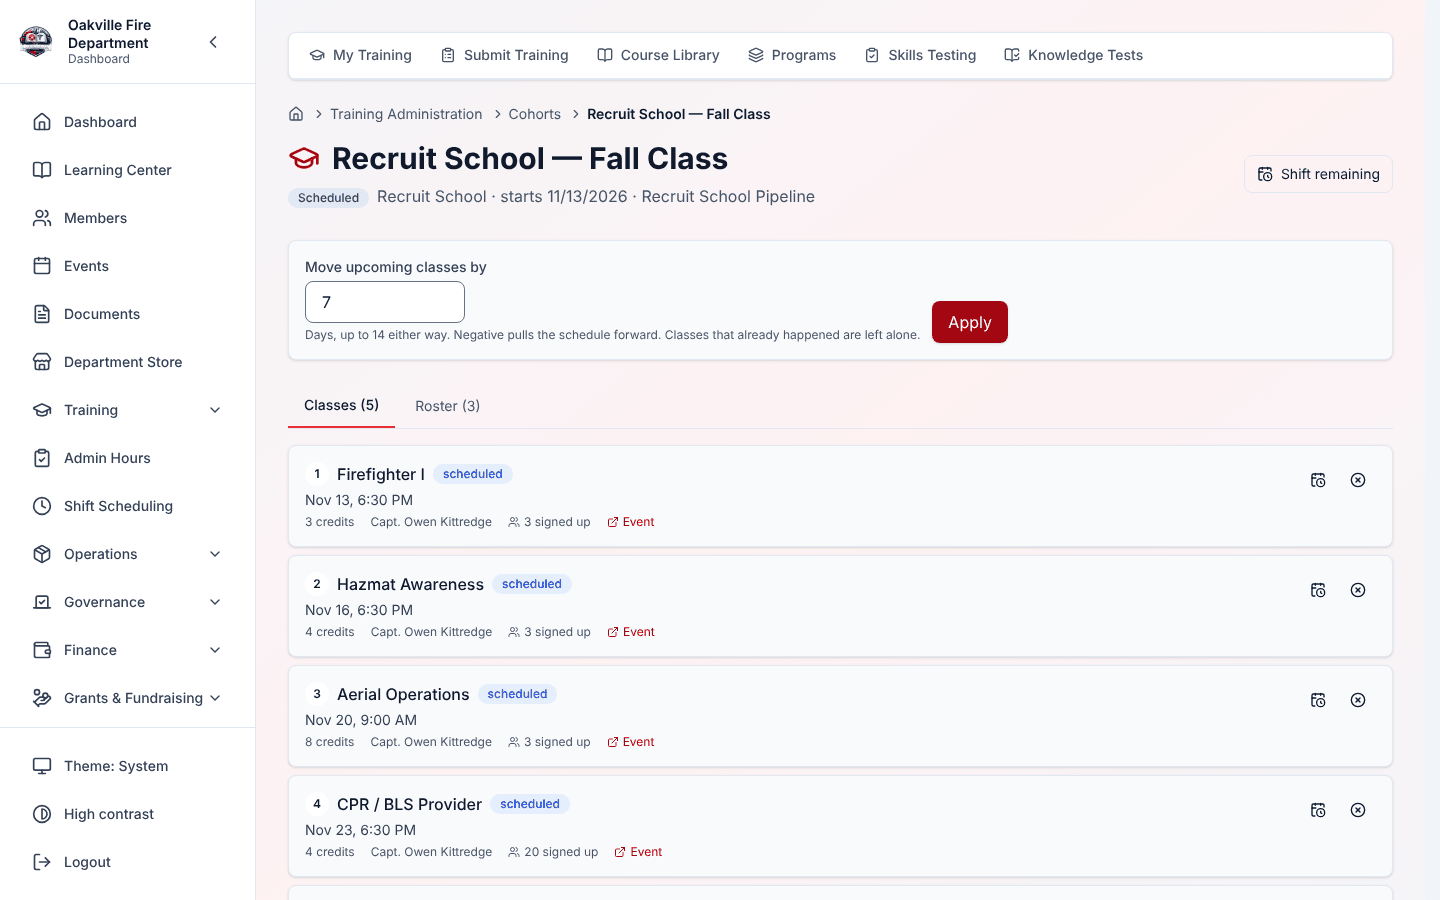 Oakville Fire
Department
Dashboard
Dashboard
Learning Center
Members
Events
Documents
Department Store
Training
Admin Hours
Shift Scheduling
Operations
Governance
Finance
Grants & Fundraising
Theme: System
High contrast
Logout
My Training
Submit Training
Course Library
Programs
Skills Testing
Knowledge Tests
Training Administration
Cohorts
Recruit School — Fall Class
Recruit School — Fall Class
Scheduled
Recruit School · starts 11/13/2026 · Recruit School Pipeline
Shift remaining
Move upcoming classes by
7
Days, up to 14 either way. Negative pulls the schedule forward. Classes that already happened are left alone.
Apply
Classes (5)
Roster (3)
1 Firefighter I scheduled
Nov 13, 6:30 PM
3 credits Capt. Owen Kittredge 3 signed up Event
2 Hazmat Awareness scheduled
Nov 16, 6:30 PM
4 credits Capt. Owen Kittredge 3 signed up Event
3 Aerial Operations scheduled
Nov 20, 9:00 AM
8 credits Capt. Owen Kittredge 3 signed up Event
4 CPR / BLS Provider scheduled
Nov 23, 6:30 PM
4 credits Capt. Owen Kittredge 20 signed up Event